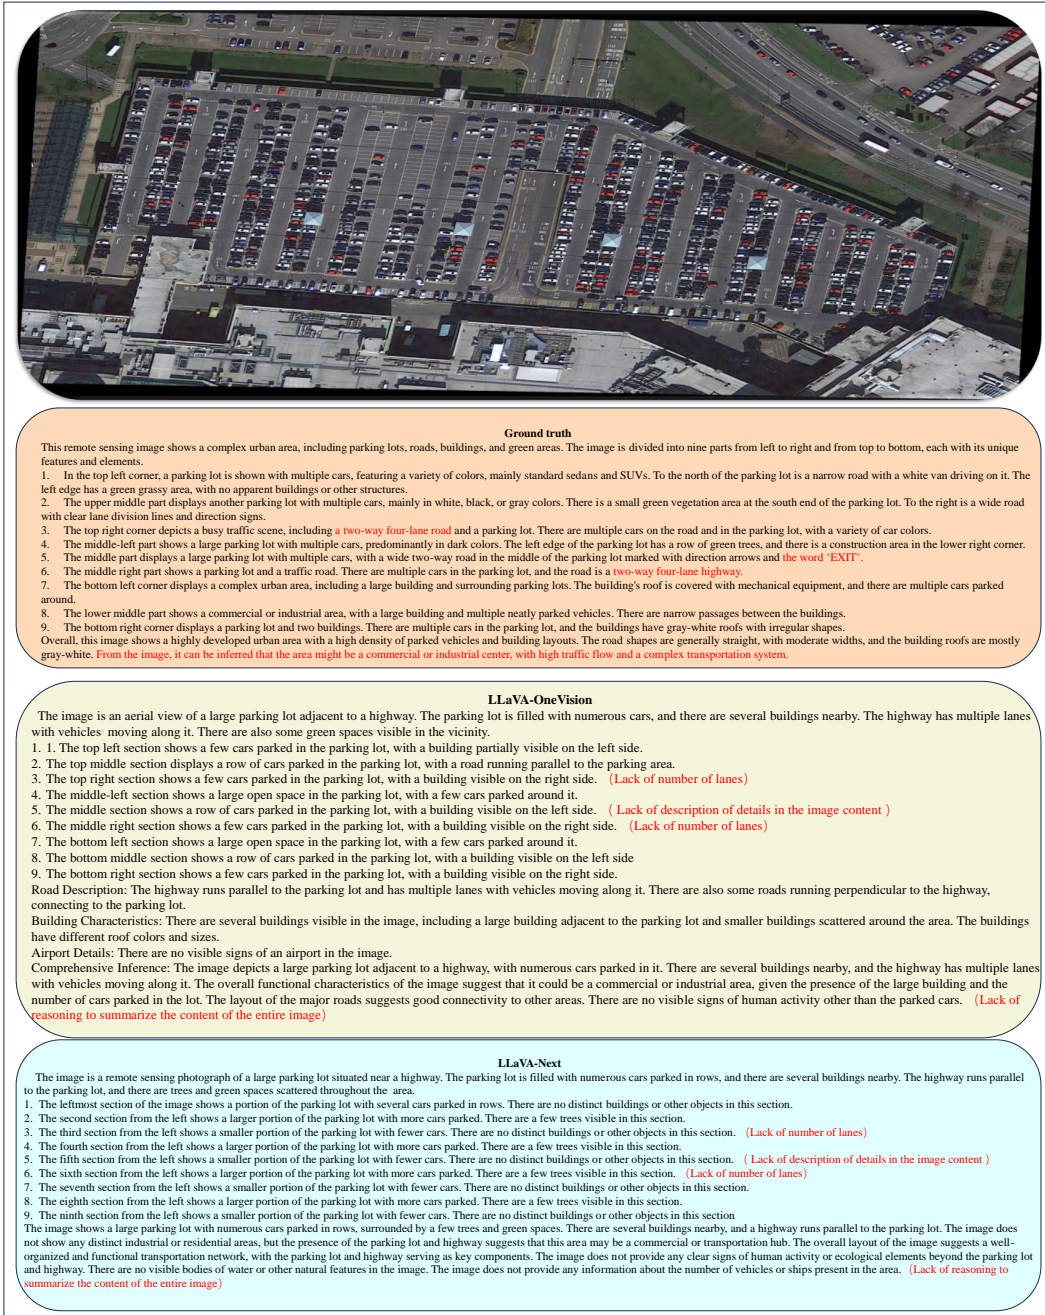 Ground truth
This remote sensing image shows a complex urban area, including parking lots, roads, buildings, and green areas. The image is divided into nine parts from left to right and from top to bottom, each with its unique
features and elements.
1. In the top left corner, a parking lot is shown with multiple cars, featuring a variety of colors, mainly standard sedans and SUVs. To the north of the parking lot is a narrow road with a white van driving on it. The
left edge has a green grassy area, with no apparent buildings or other structures.
2. The upper middle part displays another parking lot with multiple cars, mainly in white, black, or gray colors. There is a small green vegetation area at the south end of the parking lot. To the right is a wide road
with clear lane division lines and direction signs.
3. The top right corner depicts a busy traffic scene, including a two-way four-lane road and a parking lot. There are multiple cars on the road and in the parking lot, with a variety of car colors.
4. The middle-left part shows a large parking lot with multiple cars, predominantly in dark colors. The left edge of the parking lot has a row of green trees, and there is a construction area in the lower right corner.
5. The middle part displays a large parking lot with multiple cars, with a wide two-way road in the middle of the parking lot marked with direction arrows and the word "EXIT".
6. The middle right part shows a parking lot and a traffic road. There are multiple cars in the parking lot, and the road is a two-way four-lane highway.
7. The bottom left corner displays a complex urban area, including a large building and surrounding parking lots. The building's roof is covered with mechanical equipment, and there are multiple cars parked
around.
8. The lower middle part shows a commercial or industrial area, with a large building and multiple neatly parked vehicles. There are narrow passages between the buildings.
9. The bottom right corner displays a parking lot and two buildings. There are multiple cars in the parking lot, and the buildings have gray-white roofs with irregular shapes.
Overall, this image shows a highly developed urban area with a high density of parked vehicles and building layouts. The road shapes are generally straight, with moderate widths, and the building roofs are mostly
gray-white. From the image, it can be inferred that the area might be a commercial or industrial center, with high traffic flow and a complex transportation system.
LLaVA-OneVision
The image is an aerial view of a large parking lot adjacent to a highway. The parking lot is filled with numerous cars, and there are several buildings nearby. The highway has multiple lanes
with vehicles moving along it. There are also some green spaces visible in the vicinity.
1. 1. The top left section shows a few cars parked in the parking lot, with a building partially visible on the left side.
2. The top middle section displays a row of cars parked in the parking lot, with a road running parallel to the parking area.
3. The top right section shows a few cars parked in the parking lot, with a building visible on the right side. （Lack of number of lanes）
4. The middle-left section shows a large open space in the parking lot, with a few cars parked around it.
5. The middle section shows a row of cars parked in the parking lot, with a building visible on the left side. （ Lack of description of details in the image content ）
6. The middle right section shows a few cars parked in the parking lot, with a building visible on the right side. （Lack of number of lanes）
7. The bottom left section shows a large open space in the parking lot, with a few cars parked around it.
8. The bottom middle section shows a row of cars parked in the parking lot, with a building visible on the left side
9. The bottom right section shows a few cars parked in the parking lot, with a building visible on the right side.
Road Description: The highway runs parallel to the parking lot and has multiple lanes with vehicles moving along it. There are also some roads running perpendicular to the highway,
connecting to the parking lot.
Building Characteristics: There are several buildings visible in the image, including a large building adjacent to the parking lot and smaller buildings scattered around the area. The buildings
have different roof colors and sizes.
Airport Details: There are no visible signs of an airport in the image.
Comprehensive Inference: The image depicts a large parking lot adjacent to a highway, with numerous cars parked in it. There are several buildings nearby, and the highway has multiple lanes
with vehicles moving along it. The overall functional characteristics of the image suggest that it could be a commercial or industrial area, given the presence of the large building and the
number of cars parked in the lot. The layout of the major roads suggests good connectivity to other areas. There are no visible signs of human activity other than the parked cars. （Lack of
reasoning to summarize the content of the entire image）
LLaVA-Next
The image is a remote sensing photograph of a large parking lot situated near a highway. The parking lot is filled with numerous cars parked in rows, and there are several buildings nearby. The highway runs parallel
to the parking lot, and there are trees and green spaces scattered throughout the area.
1. The leftmost section of the image shows a portion of the parking lot with several cars parked in rows. There are no distinct buildings or other objects in this section.
2. The second section from the left shows a larger portion of the parking lot with more cars parked. There are a few trees visible in this section.
3. The third section from the left shows a smaller portion of the parking lot with fewer cars. There are no distinct buildings or other objects in this section. （Lack of number of lanes）
4. The fourth section from the left shows a larger portion of the parking lot with more cars parked. There are a few trees visible in this section.
5. The fifth section from the left shows a smaller portion of the parking lot with fewer cars. There are no distinct buildings or other objects in this section. （ Lack of description of details in the image content ）
6. The sixth section from the left shows a larger portion of the parking lot with more cars parked. There are a few trees visible in this section. （Lack of number of lanes）
7. The seventh section from the left shows a smaller portion of the parking lot with fewer cars. There are no distinct buildings or other objects in this section.
8. The eighth section from the left shows a larger portion of the parking lot with more cars parked. There are a few trees visible in this section.
9. The ninth section from the left shows a smaller portion of the parking lot with fewer cars. There are no distinct buildings or other objects in this section
The image shows a large parking lot with numerous cars parked in rows, surrounded by a few trees and green spaces. There are several buildings nearby, and a highway runs parallel to the parking lot. The image does
not show any distinct industrial or residential areas, but the presence of the parking lot and highway suggests that this area may be a commercial or transportation hub. The overall layout of the image suggests a well-
organized and functional transportation network, with the parking lot and highway serving as key components. The image does not provide any clear signs of human activity or ecological elements beyond the parking lot
and highway. There are no visible bodies of water or other natural features in the image. The image does not provide any information about the number of vehicles or ships present in the area. （Lack of reasoning to
summarize the content of the entire image）